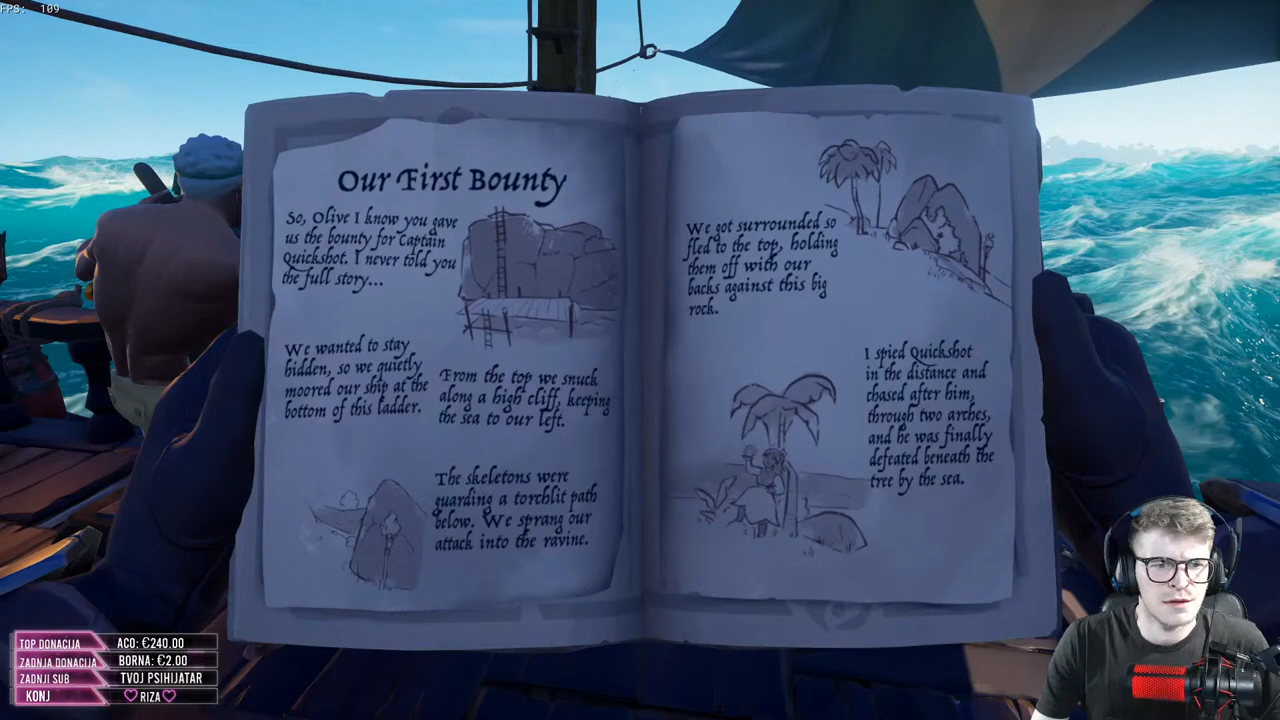 FPS: 109
Our First Bounty
So, Olive I know you gave
us the bounty for Captain
Quickshot. I never told you
the full story...
We wanted to stay
hidden, so we quietly
moored our ship at the
bottom of this ladder.
From the top we snuck
along a high cliff, keeping
the sea to our left.
The skeletons were
guarding a torchlit path
below. We sprang our
attack into the ravine.
We got surrounded so
fled to the top, holding
them off with our
backs against this big
rock.
I spied Quickshot
in the distance and
chased after him,
through two arches,
and he was finally
defeated beneath the
tree by the sea.
TOP DONACIJA ACO: €240.00
ZADNJA DONACIJA BORNA: €2.00
ZADNJI SUB TVOJ PSIHIJATAR
KONJ RIZA